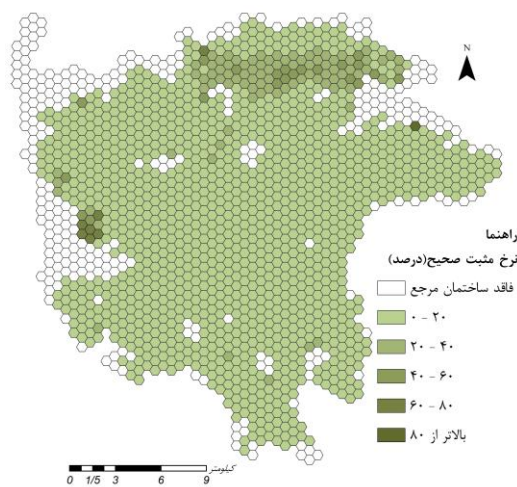 N
راهنما
نرخ مثبت صحیح(درصد)
فاقد ساختمان مرجع
۰ - ۲۰
۲۰ - ۴۰
۴۰ - ۶۰
۶۰ - ۸۰
بالاتر از ۸۰
کیلومتر
0 1/5 3 6 9